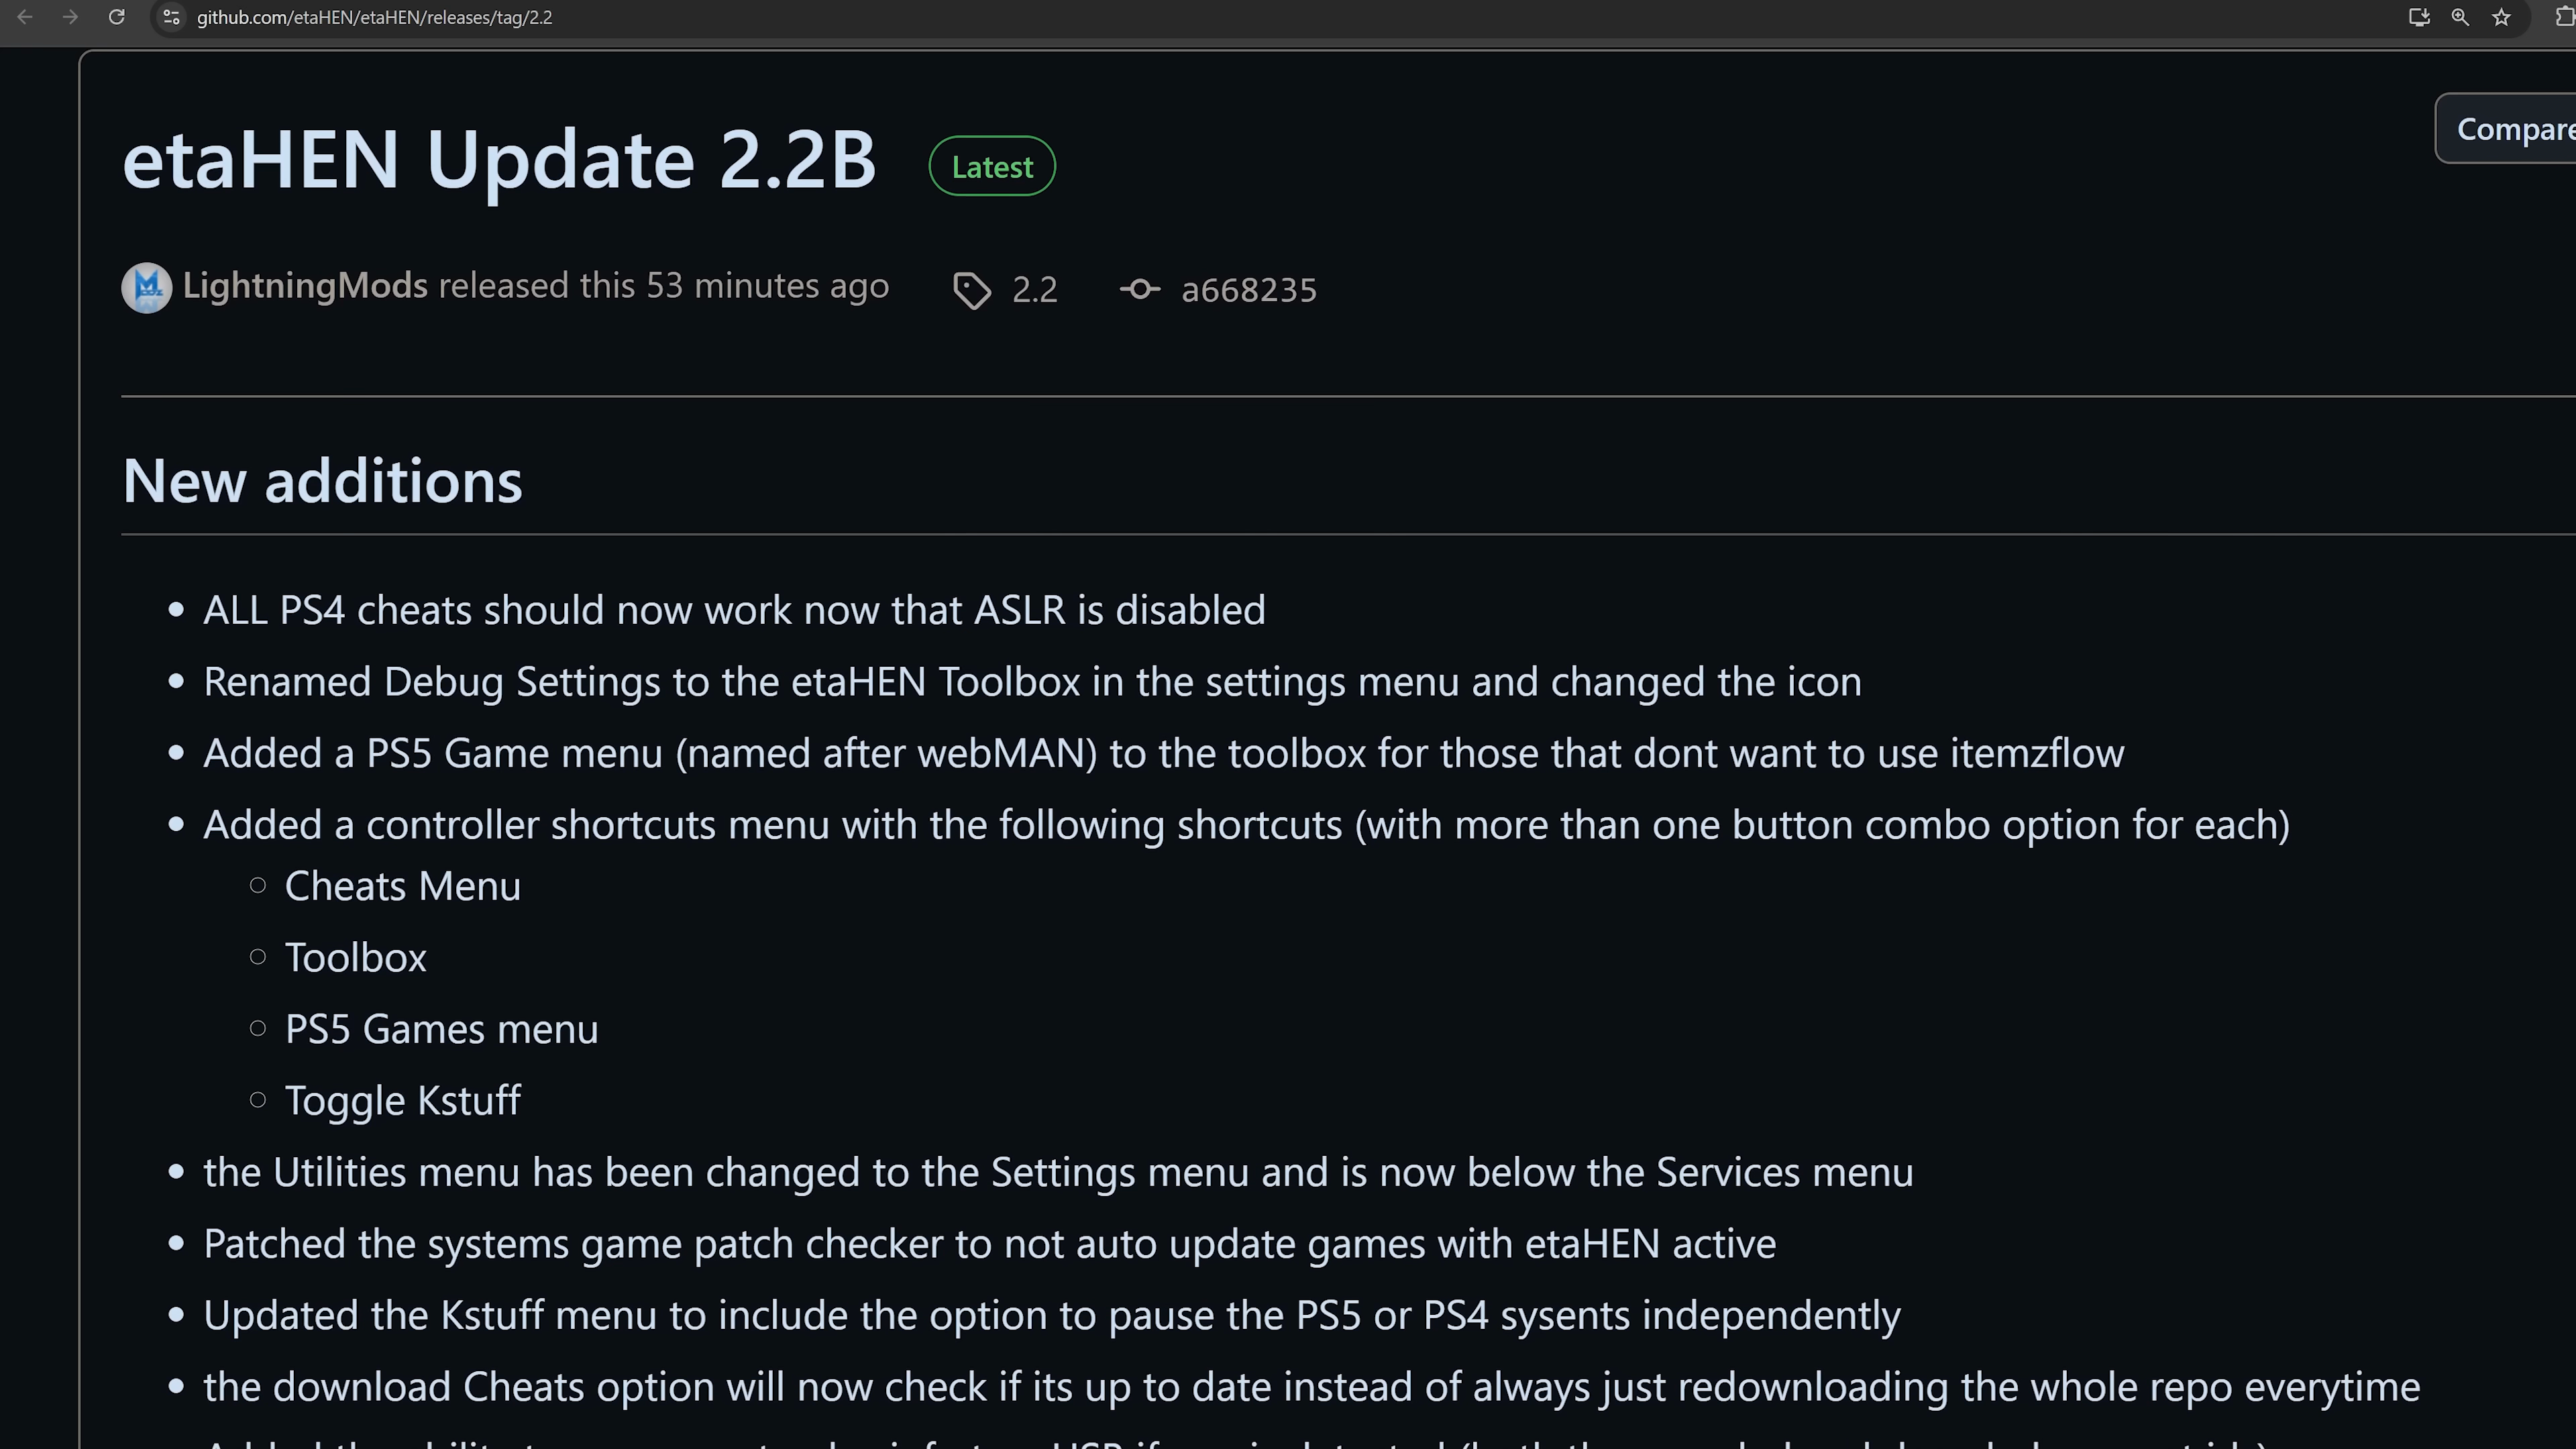 github.com/etaHEN/etaHEN/releases/tag/2.2
etaHEN Update 2.2B Latest
Compare
LightningMods released this 53 minutes ago 2.2 a668235
New additions
ALL PS4 cheats should now work now that ASLR is disabled
Renamed Debug Settings to the etaHEN Toolbox in the settings menu and changed the icon
Added a PS5 Game menu (named after webMAN) to the toolbox for those that dont want to use itemzflow
Added a controller shortcuts menu with the following shortcuts (with more than one button combo option for each)
Cheats Menu
Toolbox
PS5 Games menu
Toggle Kstuff
the Utilities menu has been changed to the Settings menu and is now below the Services menu
Patched the systems game patch checker to not auto update games with etaHEN active
Updated the Kstuff menu to include the option to pause the PS5 or PS4 sysents independently
the download Cheats option will now check if its up to date instead of always just redownloading the whole repo everytime